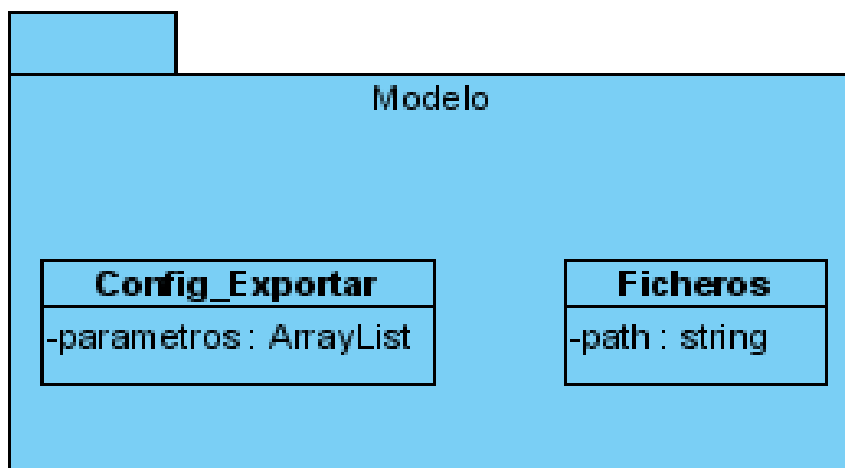 Modelo
Config_Exportar
-parametros : ArrayList
Ficheros
-path : string